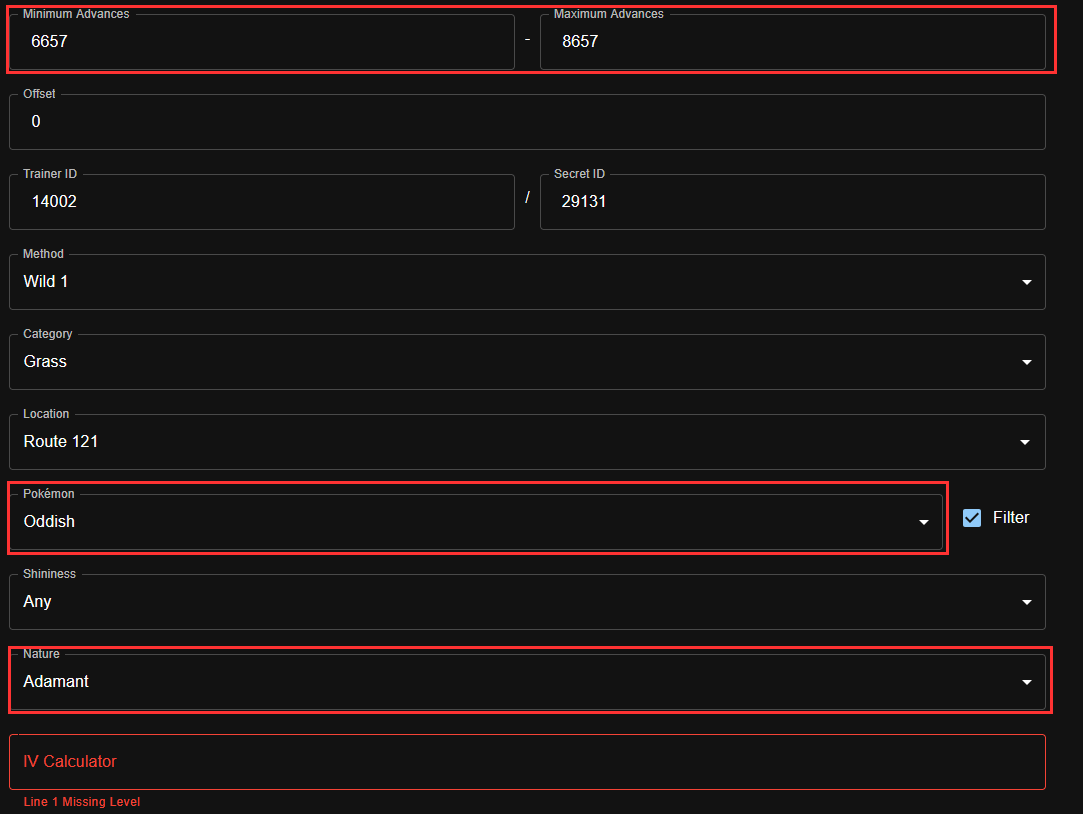 Minimum Advances
Maximum Advances
6657 - 8657
Offset
0
Trainer ID
Secret ID
14002 / 29131
Method
Wild 1
Category
Grass
Location
Route 121
Pokémon
Oddish
Filter
Shininess
Any
Nature
Adamant
IV Calculator
Line 1 Missing Level